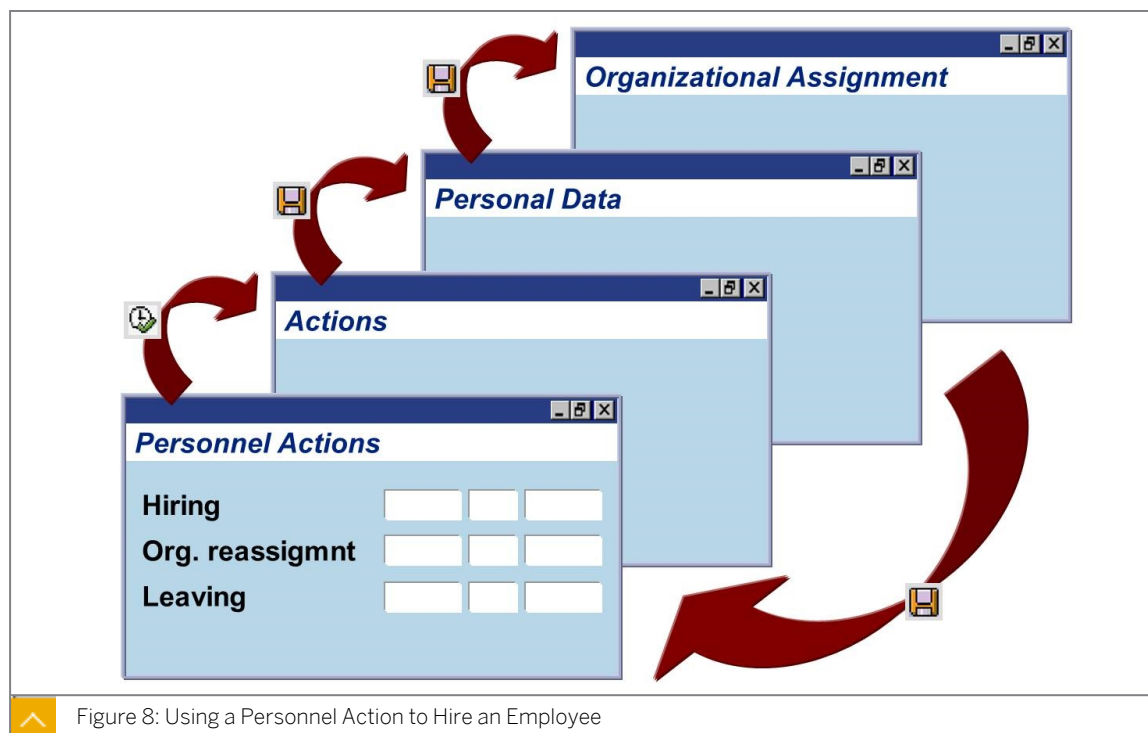 Organizational Assignment
Personal Data
Actions
Personnel Actions
Hiring
Org. reassigmnt
Leaving
Figure 8: Using a Personnel Action to Hire an Employee